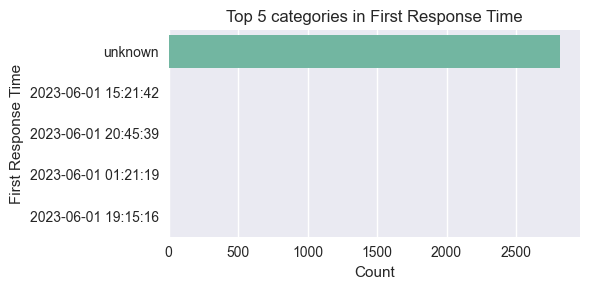 Top 5 categories in First Response Time
First Response Time
unknown
2023-06-01 15:21:42
2023-06-01 20:45:39
2023-06-01 01:21:19
2023-06-01 19:15:16
0 500 1000 1500 2000 2500
Count